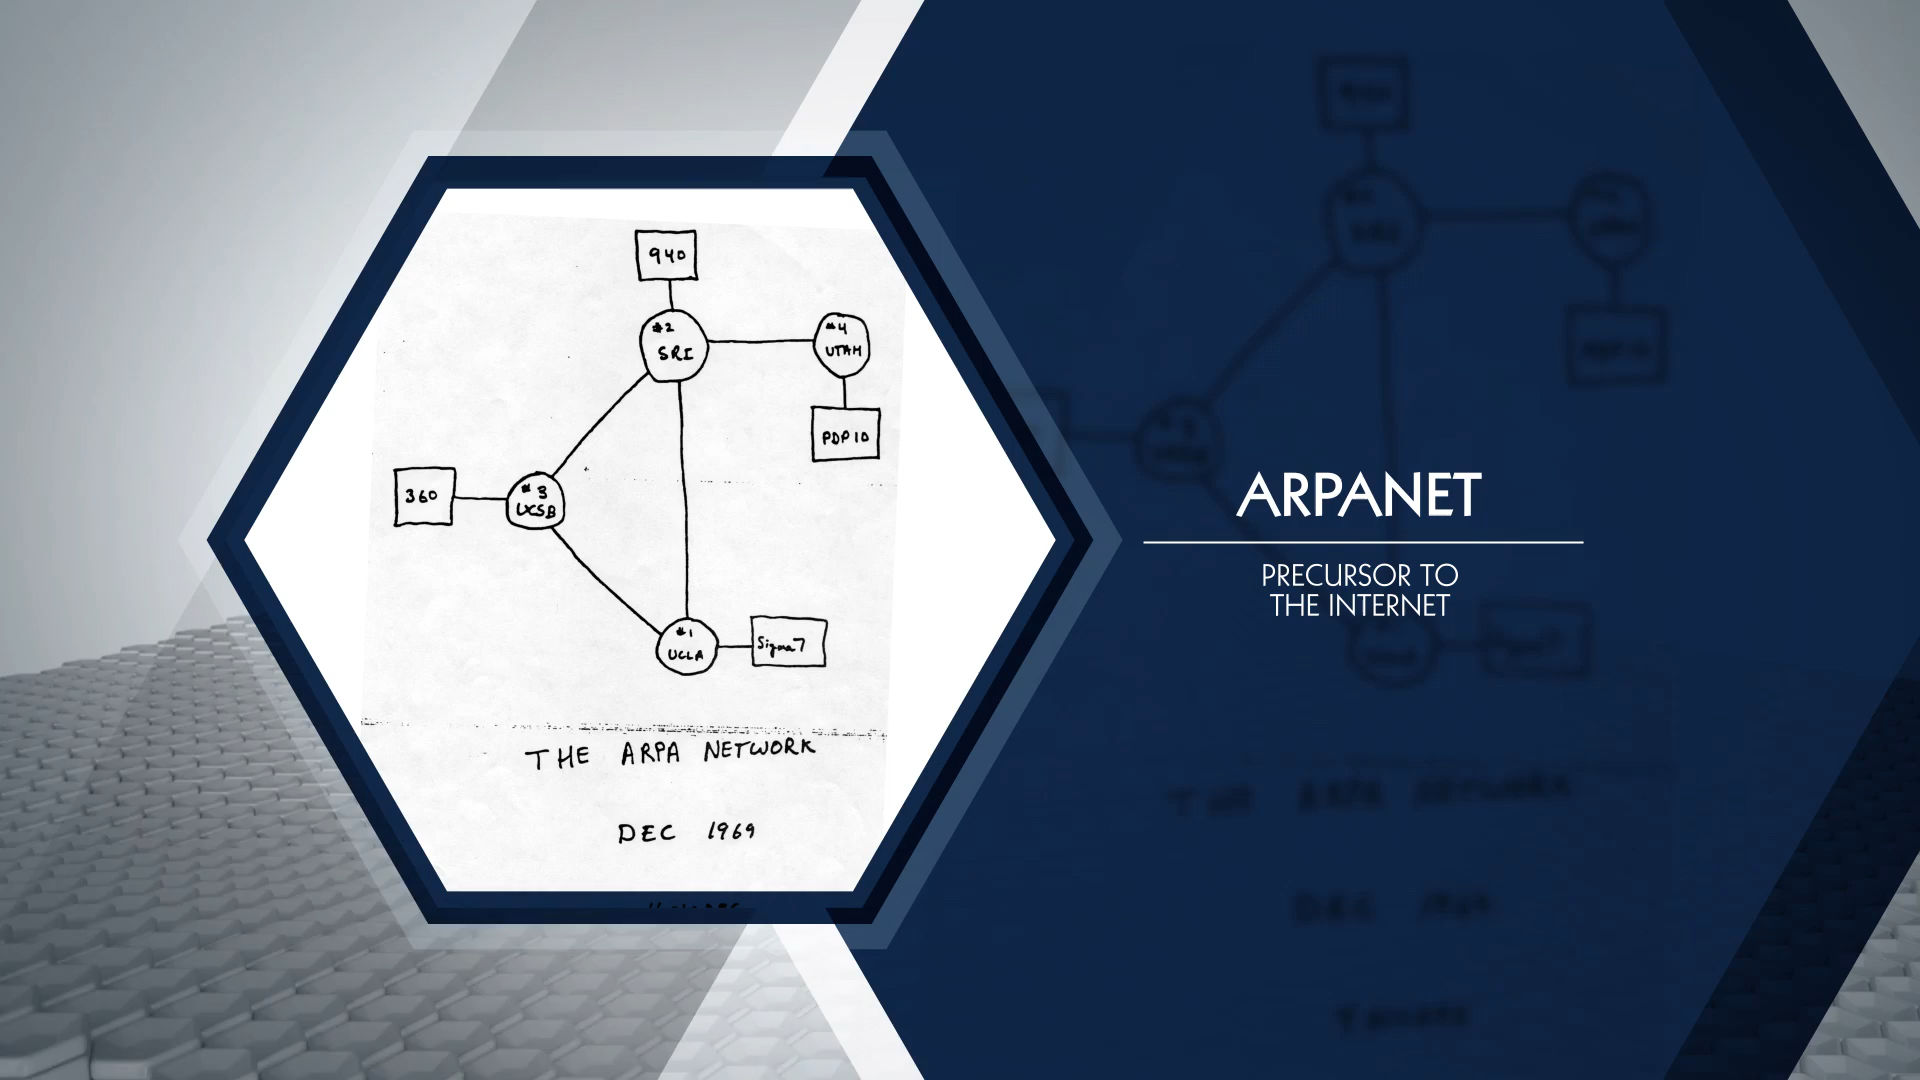 940
#2
SRI
#4
UTAH
PDP 10
360
#3
UCSB
#1
UCLA
Sigma 7
THE ARPA NETWORK
DEC 1969
ARPANET
PRECURSOR TO
THE INTERNET